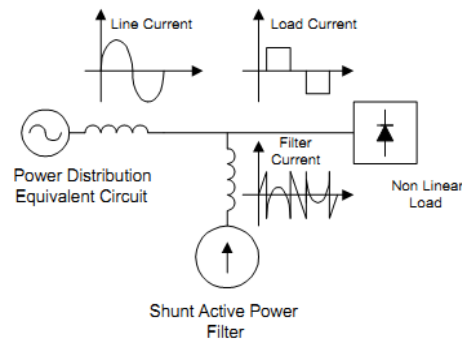 Line Current
Load Current
Filter
Current
Power Distribution
Equivalent Circuit
Non Linear
Load
Shunt Active Power
Filter